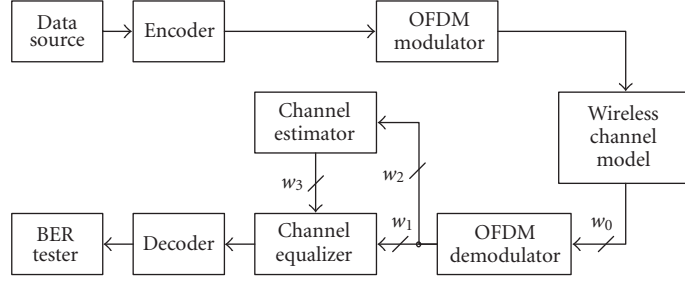 Data
source
Encoder
OFDM
modulator
Wireless
channel
model
Channel
estimator
w3
w2
w1
w0
BER
tester
Decoder
Channel
equalizer
OFDM
demodulator